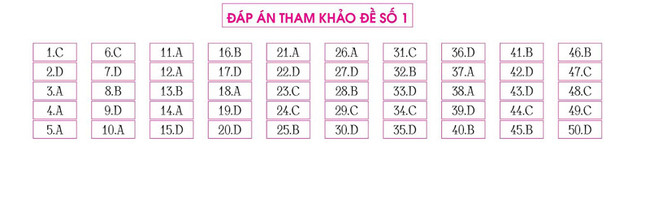 ĐÁP ÁN THAM KHẢO ĐỀ SỐ 1
1.C 6.C 11.A 16.B 21.A 26.A 31.C 36.D 41.B 46.B
2.D 7.D 12.A 17.D 22.D 27.D 32.B 37.A 42.D 47.C
3.A 8.B 13.B 18.A 23.C 28.B 33.D 38.A 43.D 48.C
4.A 9.D 14.A 19.D 24.C 29.C 34.C 39.D 44.C 49.C
5.A 10.A 15.D 20.D 25.B 30.D 35.D 40.B 45.B 50.D